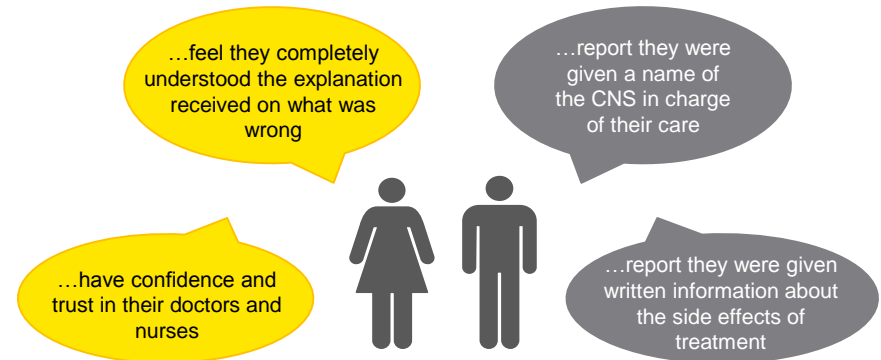 …feel they completely
understood the explanation
received on what was
wrong
…report they were
given a name of
the CNS in charge
of their care
…have confidence and
trust in their doctors and
nurses
…report they were given
written information about
the side effects of
treatment